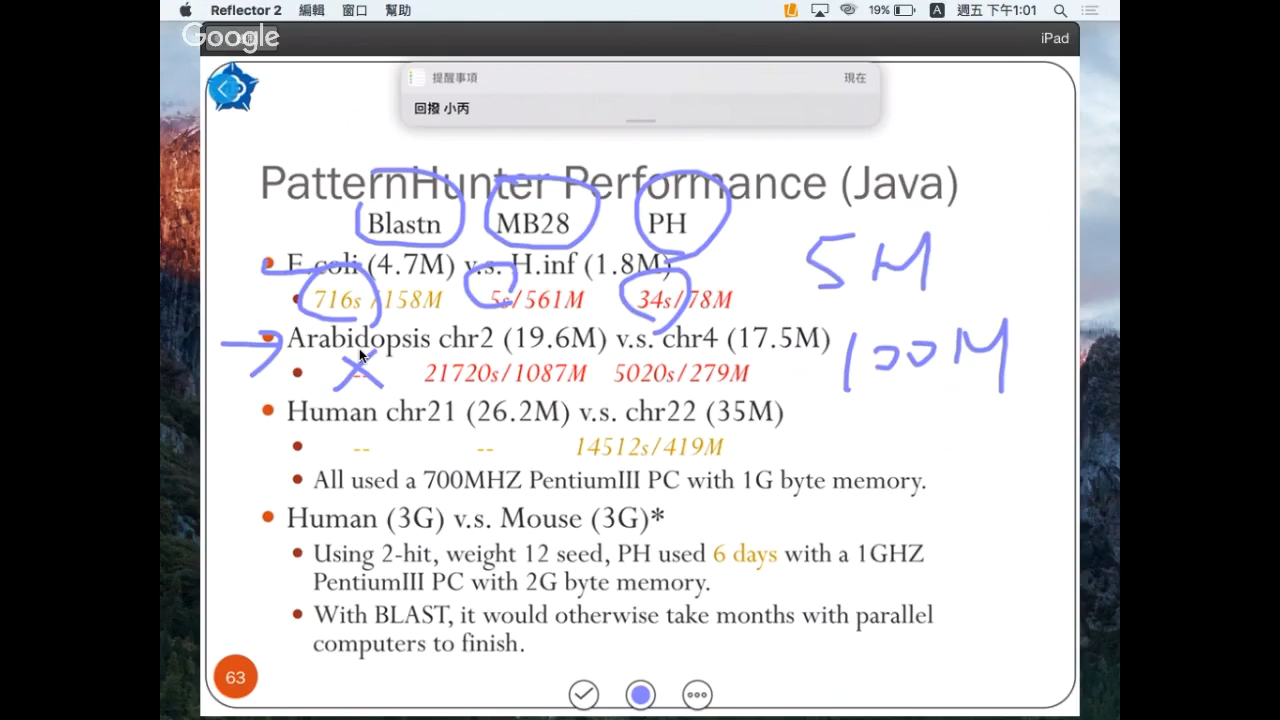 Reflector 2 編輯 視窗 幫助 19% A 週五 下午1:01
Google
iPad
提醒事項 現在
回撥 小丙
PatternHunter Performance (Java)
Blastn MB28 PH
5M
E.coli (4.7M) v.s. H.inf (1.8M)
716s /158M 5s/561M 34s/78M
Arabidopsis chr2 (19.6M) v.s. chr4 (17.5M)
100M
-- 21720s/1087M 5020s/279M
Human chr21 (26.2M) v.s. chr22 (35M)
-- -- 14512s/419M
All used a 700MHZ PentiumIII PC with 1G byte memory.
Human (3G) v.s. Mouse (3G)*
Using 2-hit, weight 12 seed, PH used 6 days with a 1GHZ
PentiumIII PC with 2G byte memory.
With BLAST, it would otherwise take months with parallel
computers to finish.
63